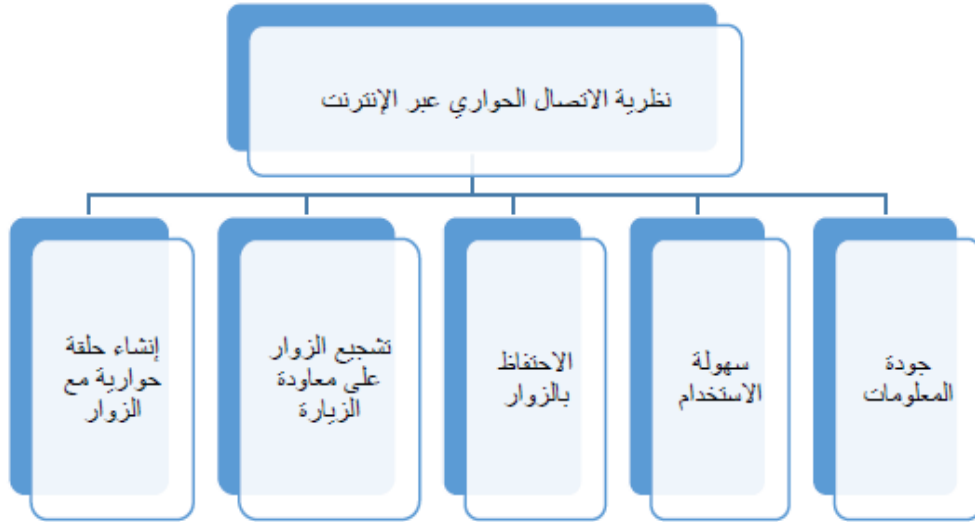 نظرية الاتصال الحواري عبر الإنترنت
جودة
المعلومات
سهولة
الاستخدام
الاحتفاظ
بالزوار
تشجيع الزوار
على معاودة
الزيارة
إنشاء حلقة
حوارية مع
الزوار